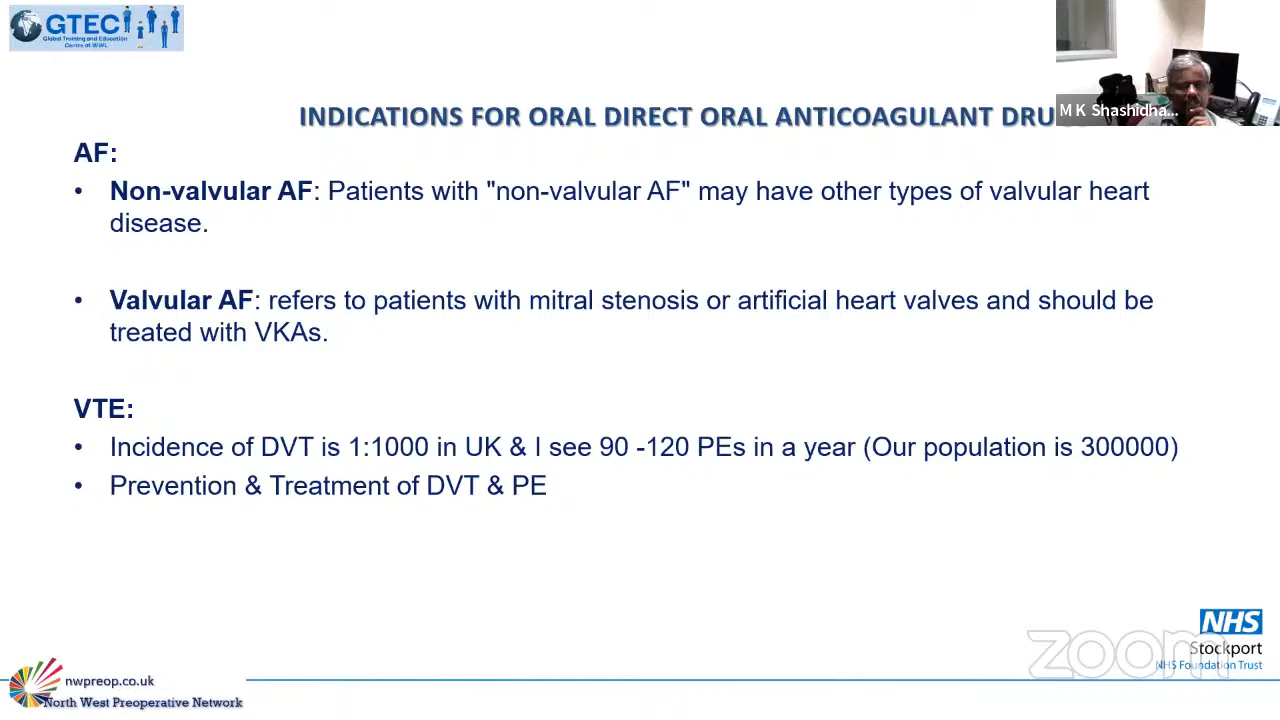 GTEC
Global Training and Education
Centre at WWL
M K Shashidha...
INDICATIONS FOR ORAL DIRECT ORAL ANTICOAGULANT DRU
AF:
• Non-valvular AF: Patients with "non-valvular AF" may have other types of valvular heart
disease.
• Valvular AF: refers to patients with mitral stenosis or artificial heart valves and should be
treated with VKAs.
VTE:
• Incidence of DVT is 1:1000 in UK & I see 90 -120 PEs in a year (Our population is 300000)
• Prevention & Treatment of DVT & PE
NHS
Stockport
NHS Foundation Trust
zoom
nwpreop.co.uk
North West Preoperative Network